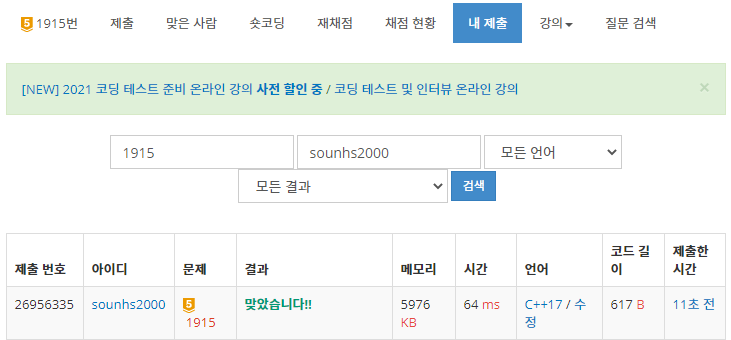 5 1915번 제출 맞은 사람 숏코딩 재채점 채점 현황 내 제출 강의 질문 검색
[NEW] 2021 코딩 테스트 준비 온라인 강의 사전 할인 중 / 코딩 테스트 및 인터뷰 온라인 강의 ×
1915 sounhs2000 모든 언어
모든 결과 검색
제출 번호 아이디 문제 결과 메모리 시간 언어 코드 길이 제출한 시간
26956335 sounhs2000 5 1915 맞았습니다!! 5976 KB 64 ms C++17 / 수정 617 B 11초 전